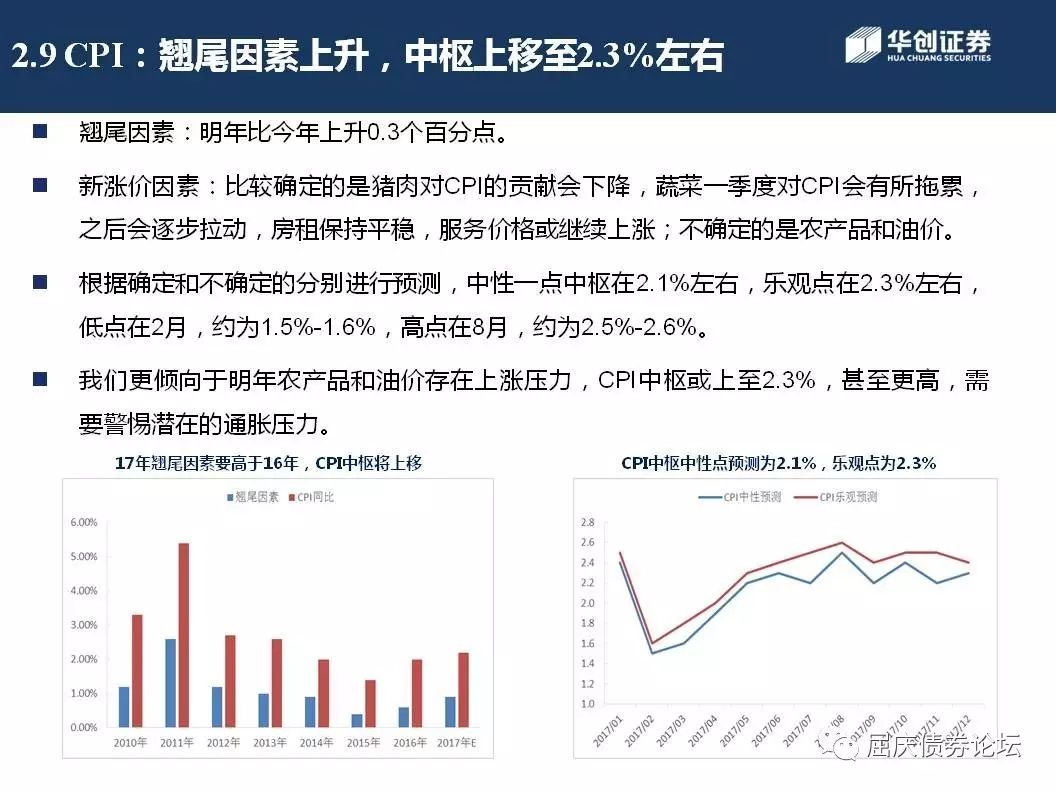 2.9 CPI：翘尾因素上升，中枢上移至2.3%左右
华创证券
HUA CHUANG SECURITIES
翘尾因素：明年比今年上升0.3个百分点。
新涨价因素：比较确定的是猪肉对CPI的贡献会下降，蔬菜一季度对CPI会有所拖累，
之后会逐步拉动，房租保持平稳，服务价格或继续上涨；不确定的是农产品和油价。
根据确定和不确定的分别进行预测，中性一点中枢在2.1%左右，乐观点在2.3%左右，
低点在2月，约为1.5%-1.6%，高点在8月，约为2.5%-2.6%。
我们更倾向于明年农产品和油价存在上涨压力，CPI中枢或上至2.3%，甚至更高，需
要警惕潜在的通胀压力。
17年翘尾因素要高于16年，CPI中枢将上移
翘尾因素 CPI同比
6.00%
5.00%
4.00%
3.00%
2.00%
1.00%
0.00%
2010年 2011年 2012年 2013年 2014年 2015年 2016年 2017年E
CPI中枢中性点预测为2.1%，乐观点为2.3%
CPI中性预测 CPI乐观预测
2.8
2.6
2.4
2.2
2.0
1.8
1.6
1.4
1.2
1.0
2017/01 2017/02 2017/03 2017/04 2017/05 2017/06 2017/07 2017/08 2017/09 2017/10 2017/11 2017/12
屈庆债券论坛